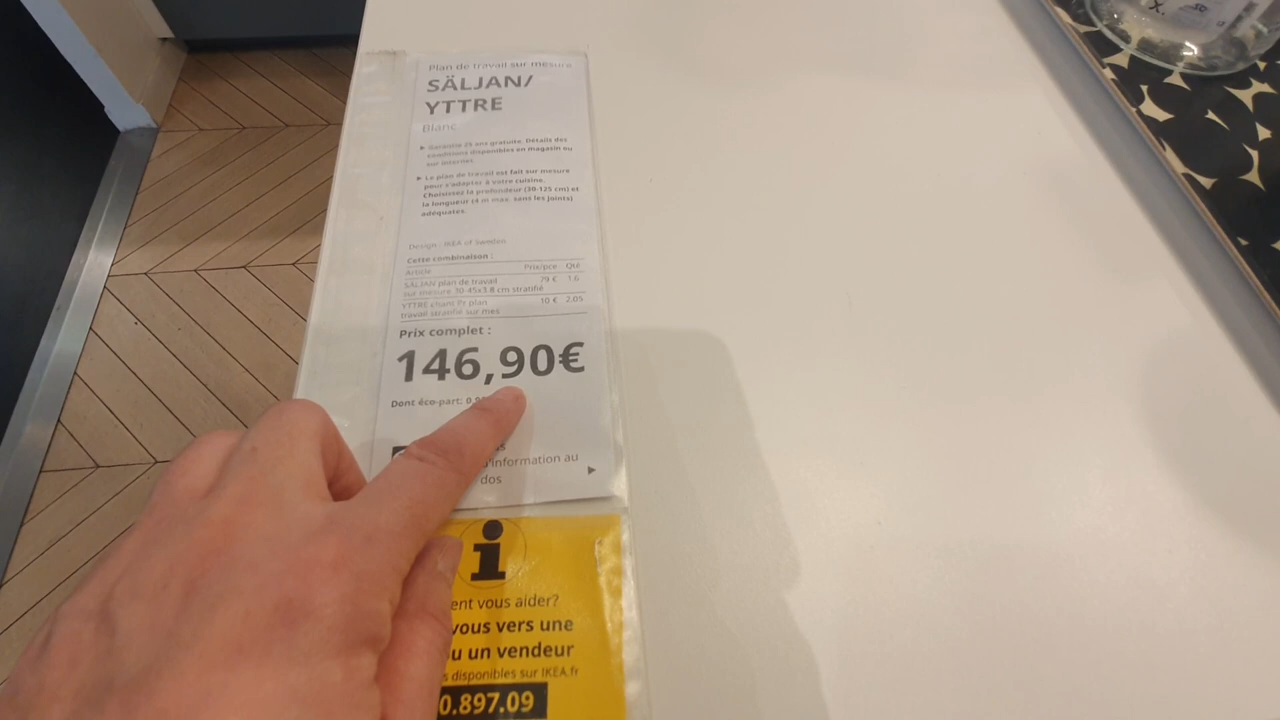 Plan de travail sur mesure
SÄLJAN/
YTTRE
Blanc
▸ Garantie 25 ans gratuite. Détails des
conditions disponibles en magasin ou
sur internet.
▸ Le plan de travail est fait sur mesure
pour s'adapter à votre cuisine.
Choisissez la profondeur (30-125 cm) et
la longueur (4 m max. sans les joints)
adéquates.
Design : IKEA of Sweden
Cette combinaison :
Article Prix/pce Qté
SÄLJAN plan de travail 79 € 1.6
sur mesure 30-45x3.8 cm stratifié
YTTRE chant Pr plan 10 € 2.05
travail stratifié sur mes
Prix complet :
146,90€
Dont éco-part:
d'information au
dos
i
ent vous aider?
vous vers une
u un vendeur
s disponibles sur IKEA.fr
0.897.09